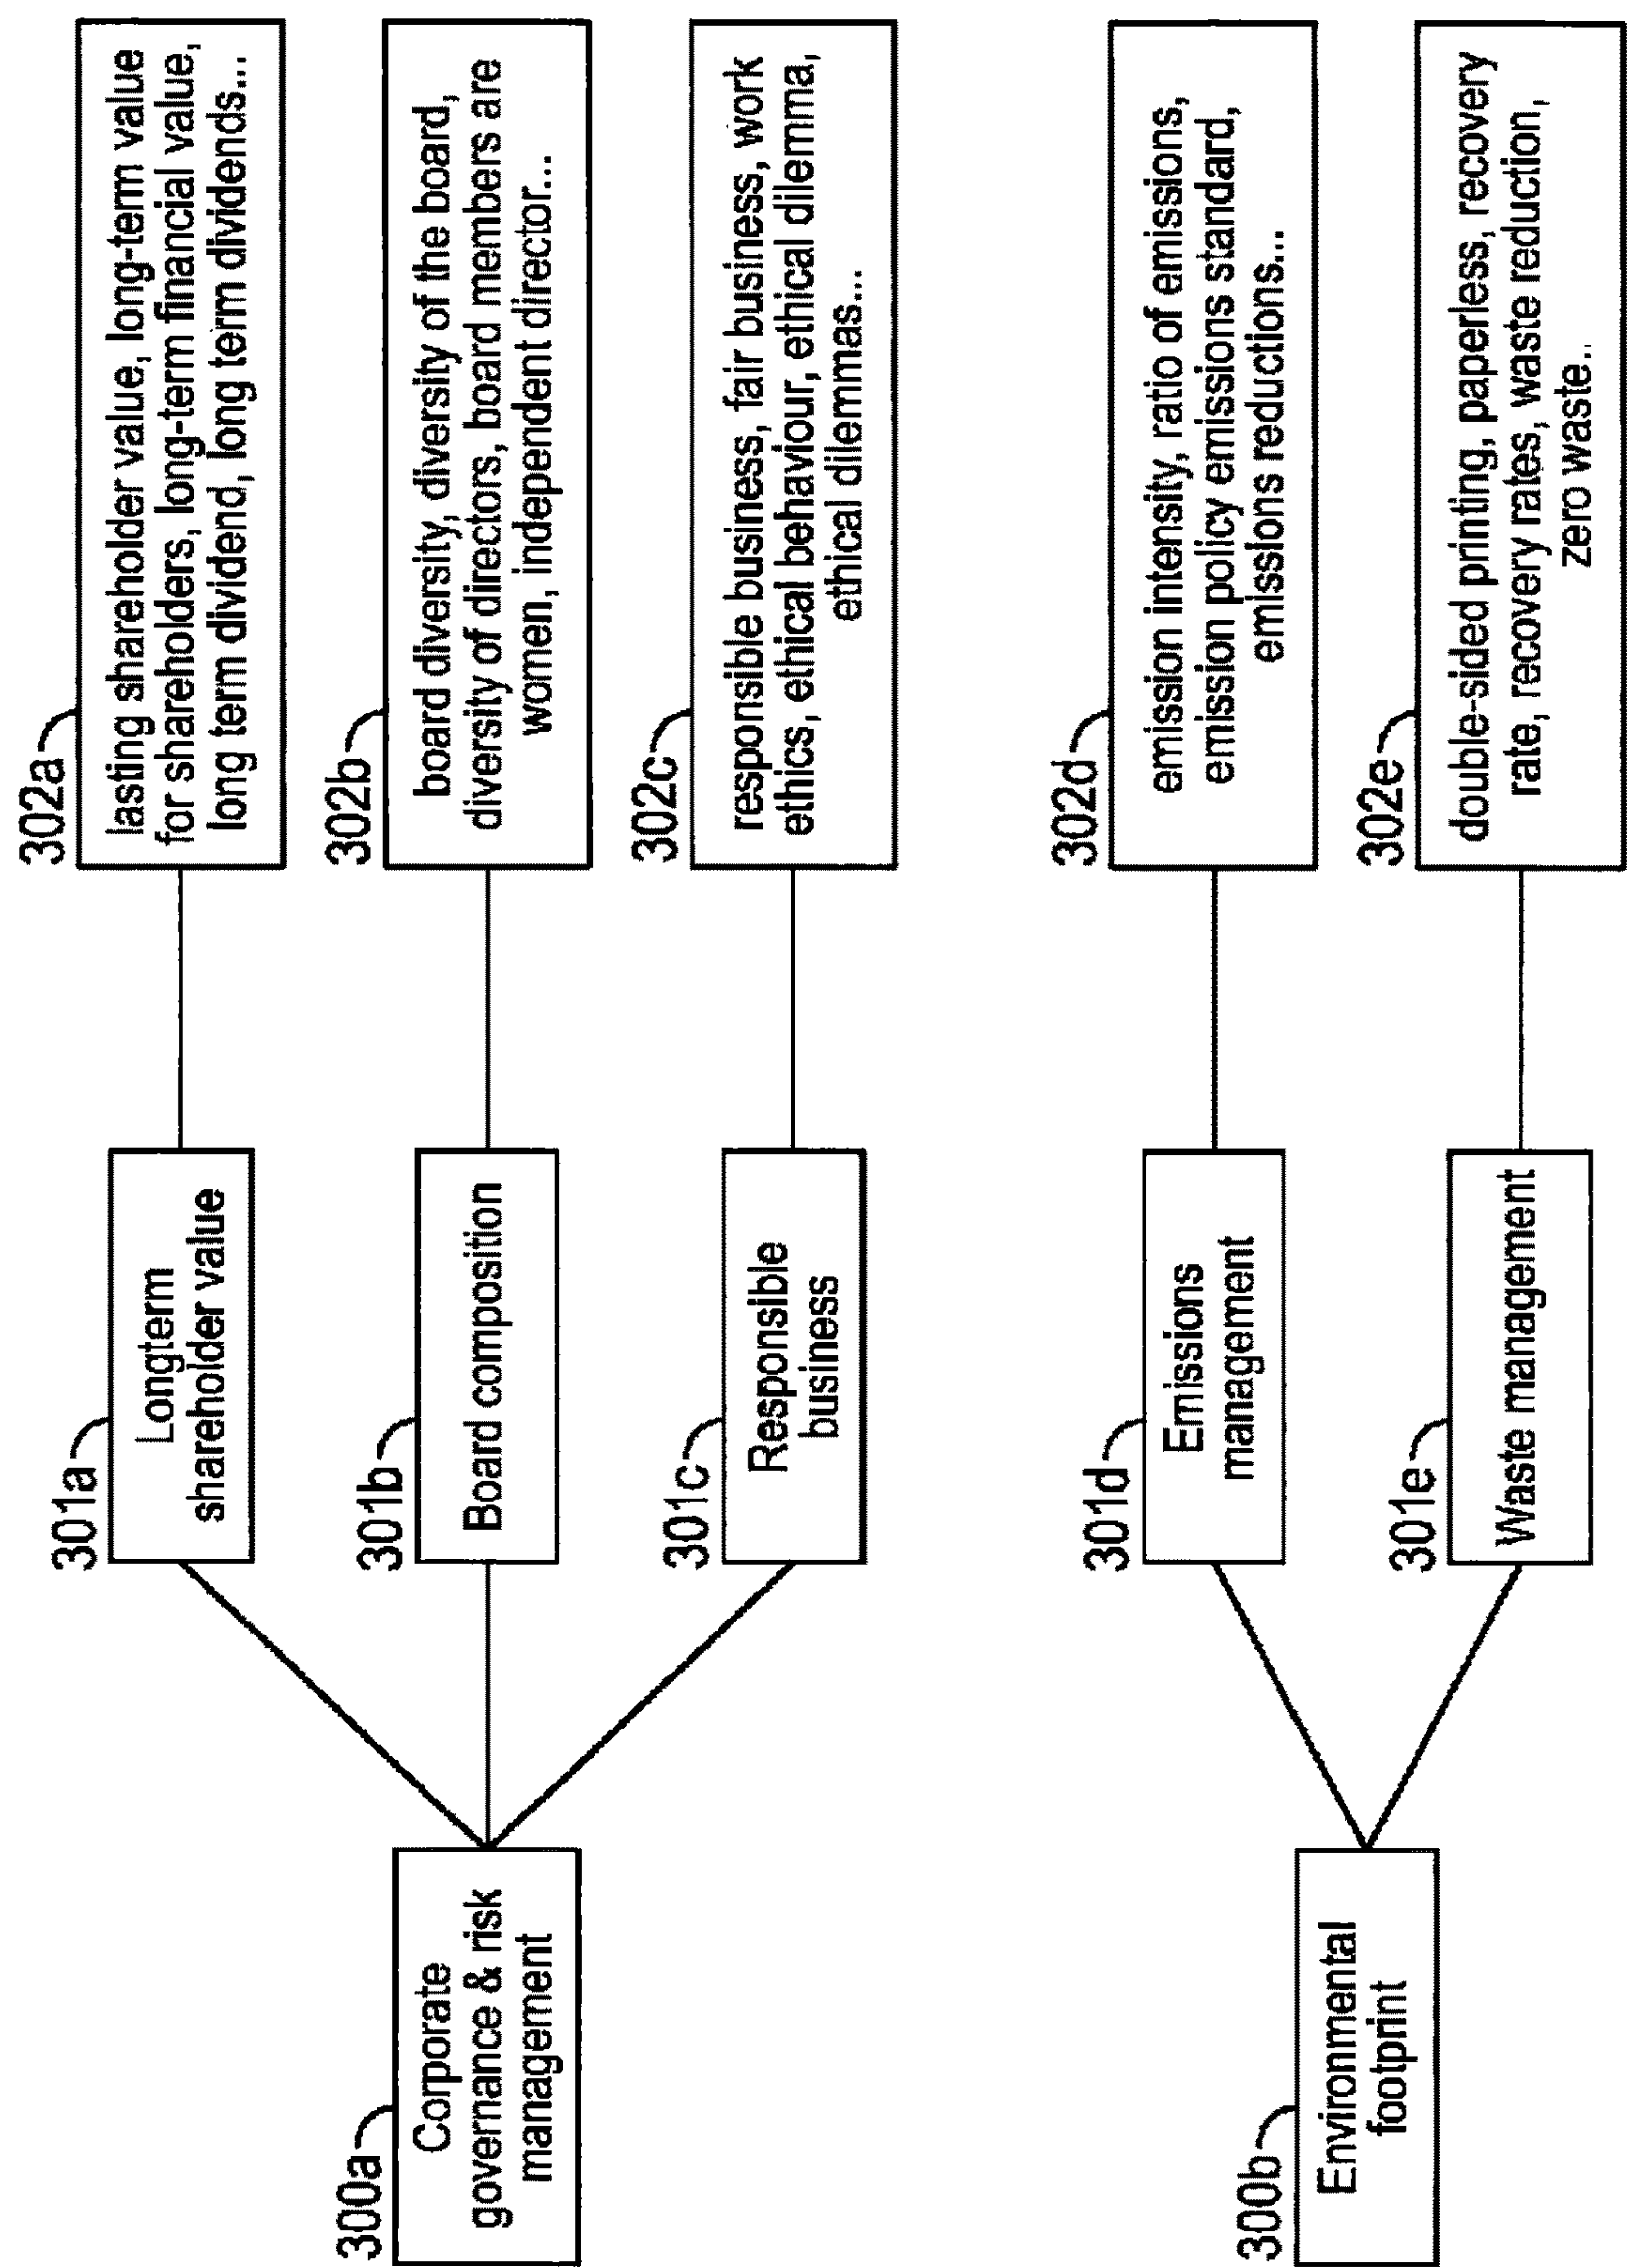 300a
Corporate
governance & risk
management
301a
Longterm
shareholder value
302a
lasting shareholder value, long-term value
for shareholders, long-term financial value,
long term dividend, long term dividends...
301b
Board composition
302b
board diversity, diversity of the board,
diversity of directors, board members are
women, independent director...
301c
Responsible
business
302c
responsible business, fair business, work
ethics, ethical behaviour, ethical dilemma,
ethical dilemmas...
300b
Environmental
footprint
301d
Emissions
management
302d
emission intensity, ratio of emissions,
emission policy emissions standard,
emissions reductions...
301e
Waste management
302e
double-sided printing, paperless, recovery
rate, recovery rates, waste reduction,
zero waste..